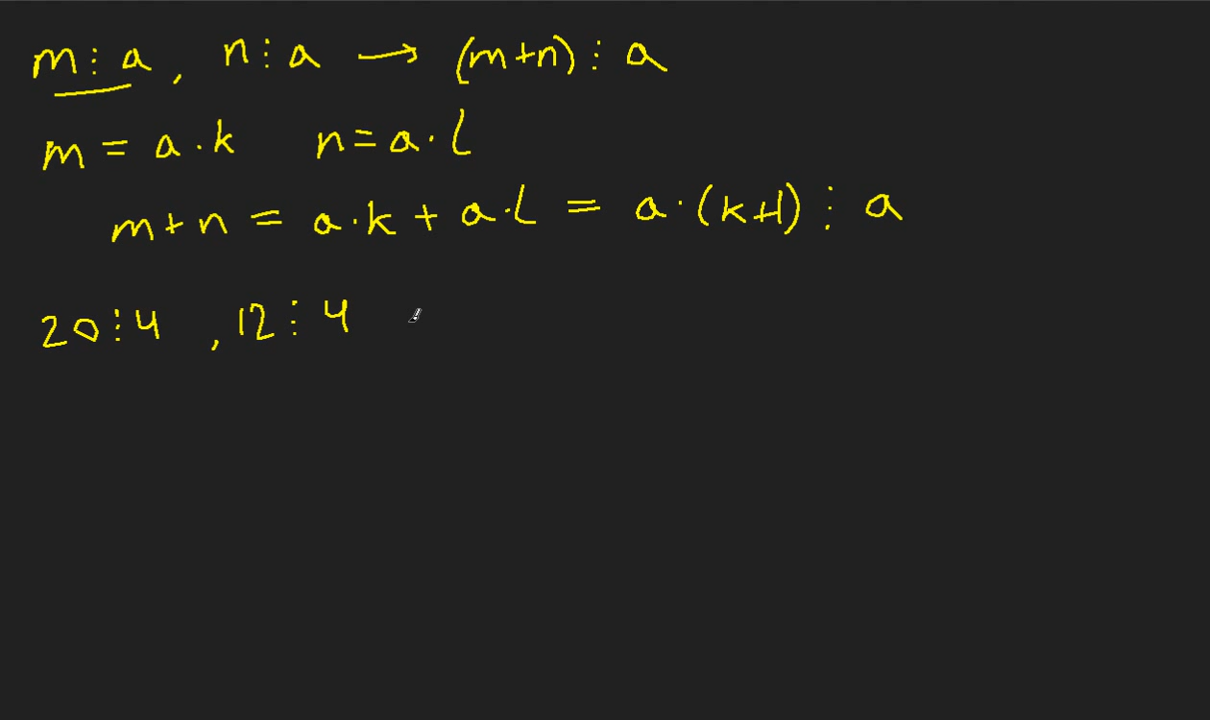 m ⋮ a , n ⋮ a → (m+n) ⋮ a
m = a · k n = a · l
m + n = a · k + a · l = a · (k+l) ⋮ a
20 ⋮ 4 , 12 ⋮ 4